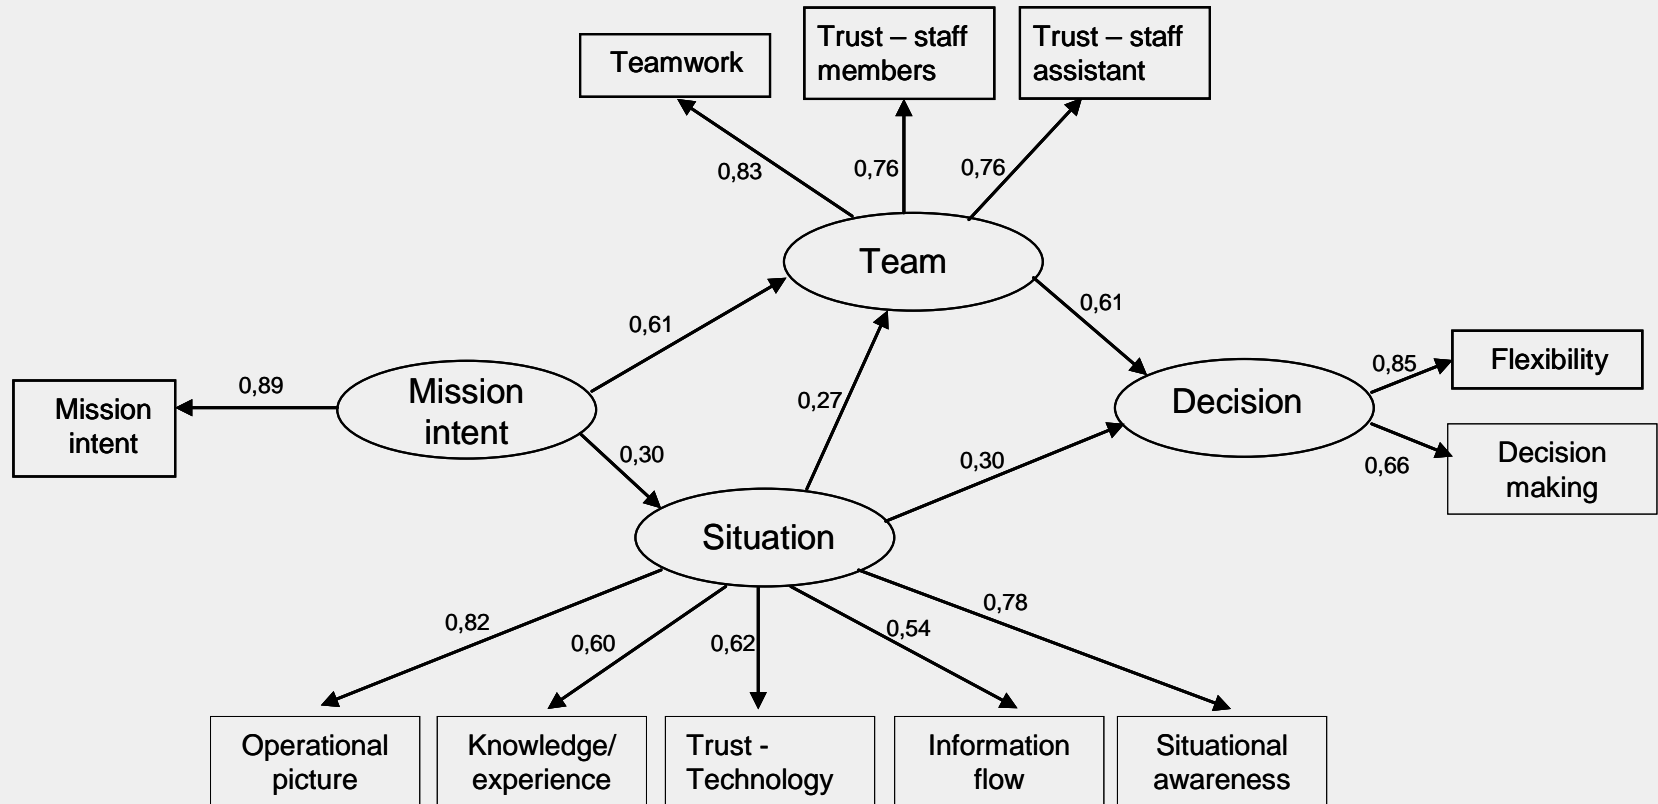 Teamwork
Trust – staff
members
Trust – staff
assistant
0,83
0,76
0,76
Team
0,61
0,61
0,89
Mission
intent
Mission
intent
0,27
Decision
0,85
Flexibility
0,30
0,30
0,66
Decision
making
Situation
0,82
0,60
0,62
0,54
0,78
Operational
picture
Knowledge/
experience
Trust -
Technology
Information
flow
Situational
awareness